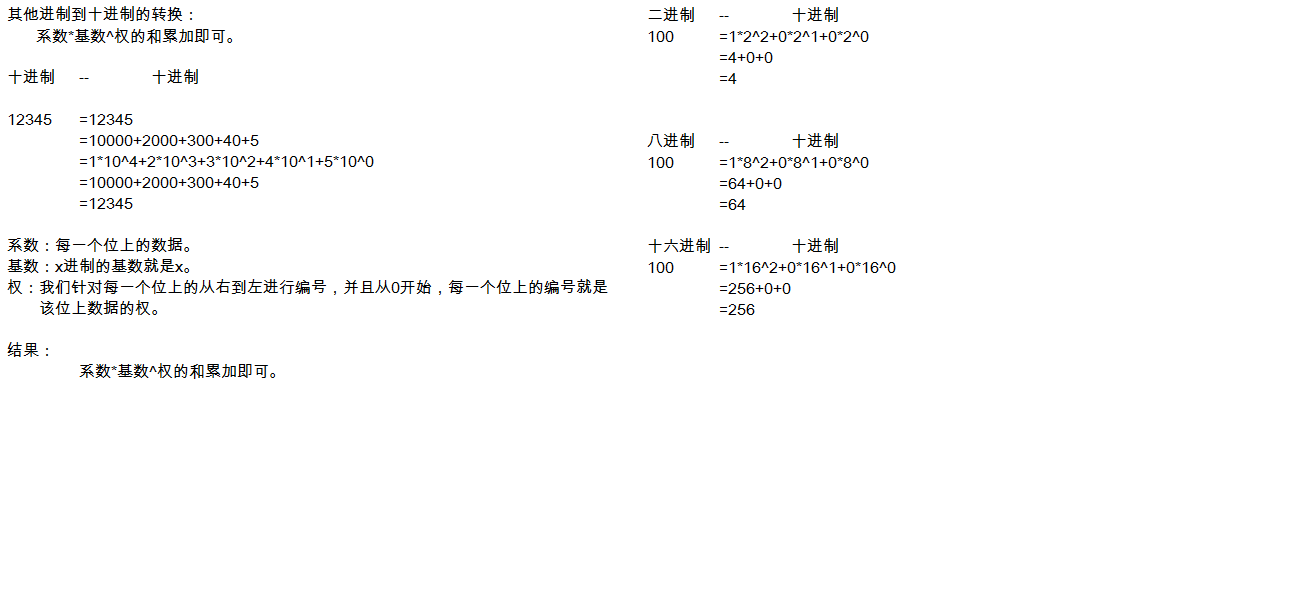 其他进制到十进制的转换：
系数*基数^权的和累加即可。
十进制 -- 十进制
12345 =12345
=10000+2000+300+40+5
=1*10^4+2*10^3+3*10^2+4*10^1+5*10^0
=10000+2000+300+40+5
=12345
系数：每一个位上的数据。
基数：x进制的基数就是x。
权：我们针对每一个位上的从右到左进行编号，并且从0开始，每一个位上的编号就是
该位上数据的权。
结果：
系数*基数^权的和累加即可。
二进制 -- 十进制
100 =1*2^2+0*2^1+0*2^0
=4+0+0
=4
八进制 -- 十进制
100 =1*8^2+0*8^1+0*8^0
=64+0+0
=64
十六进制 -- 十进制
100 =1*16^2+0*16^1+0*16^0
=256+0+0
=256